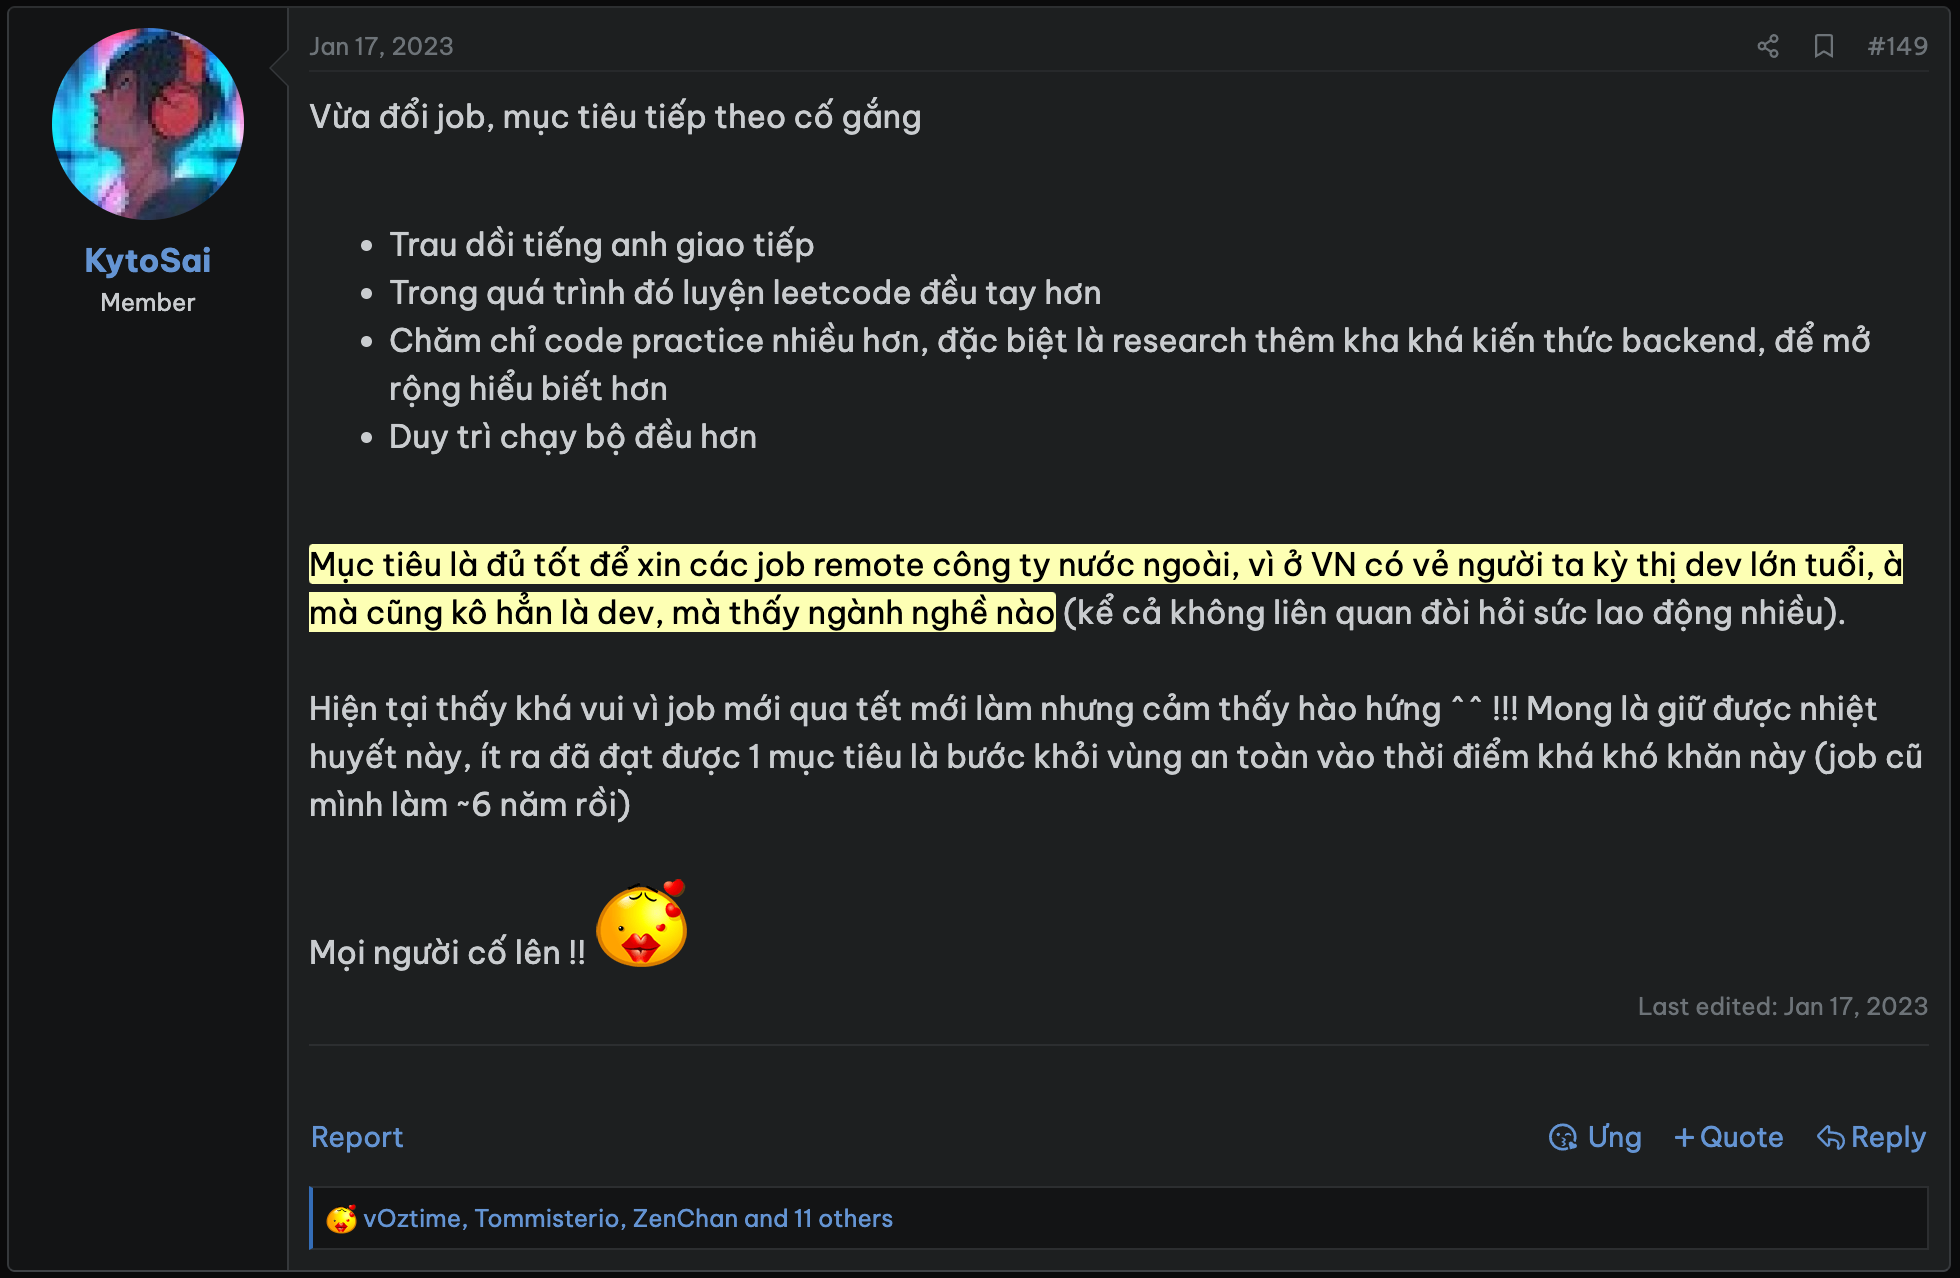 Jan 17, 2023
#149
KytoSai
Member
Vừa đổi job, mục tiêu tiếp theo cố gắng
• Trau dồi tiếng anh giao tiếp
• Trong quá trình đó luyện leetcode đều tay hơn
• Chăm chỉ code practice nhiều hơn, đặc biệt là research thêm kha khá kiến thức backend, để mở
rộng hiểu biết hơn
• Duy trì chạy bộ đều hơn
Mục tiêu là đủ tốt để xin các job remote công ty nước ngoài, vì ở VN có vẻ người ta kỳ thị dev lớn tuổi, à
mà cũng kô hẳn là dev, mà thấy ngành nghề nào (kể cả không liên quan đòi hỏi sức lao động nhiều).
Hiện tại thấy khá vui vì job mới qua tết mới làm nhưng cảm thấy hào hứng ^^ !!! Mong là giữ được nhiệt
huyết này, ít ra đã đạt được 1 mục tiêu là bước khỏi vùng an toàn vào thời điểm khá khó khăn này (job cũ
mình làm ~6 năm rồi)
Mọi người cố lên !!
Last edited: Jan 17, 2023
Report
Ưng
+Quote
Reply
vOztime, Tommisterio, ZenChan and 11 others